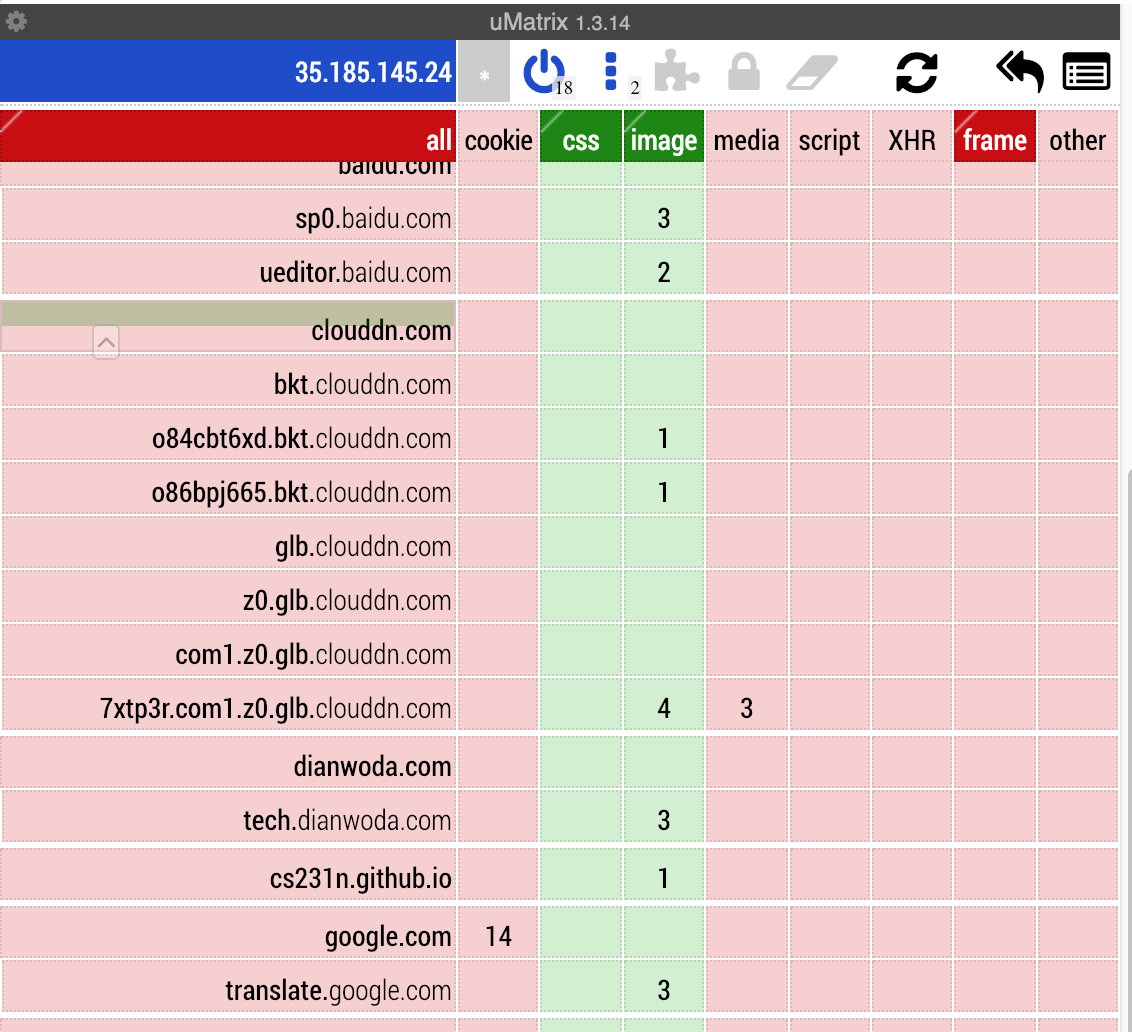 uMatrix 1.3.14
35.185.145.24 * 18 2
all cookie css image media script XHR frame other
baidu.com
sp0.baidu.com 3
ueditor.baidu.com 2
clouddn.com
bkt.clouddn.com
o84cbt6xd.bkt.clouddn.com 1
o86bpj665.bkt.clouddn.com 1
glb.clouddn.com
z0.glb.clouddn.com
com1.z0.glb.clouddn.com
7xtp3r.com1.z0.glb.clouddn.com 4 3
dianwoda.com
tech.dianwoda.com 3
cs231n.github.io 1
google.com 14
translate.google.com 3